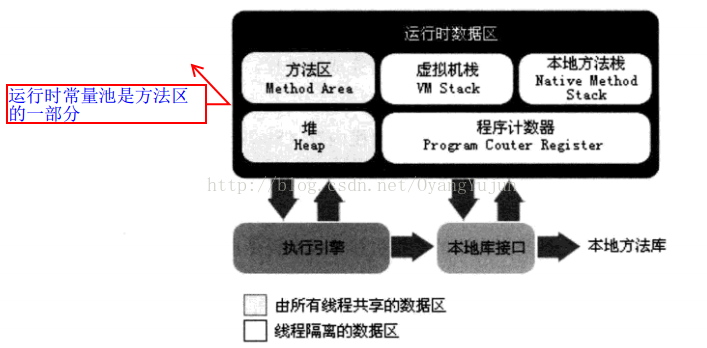 运行时数据区
方法区
Method Area
虚拟机栈
VM Stack
本地方法栈
Native Method
Stack
运行时常量池是方法区
的一部分
堆
Heap
程序计数器
Program Couter Register
http://blog.csdn.net/OyangYujun
执行引擎
本地库接口
本地方法库
由所有线程共享的数据区
线程隔离的数据区